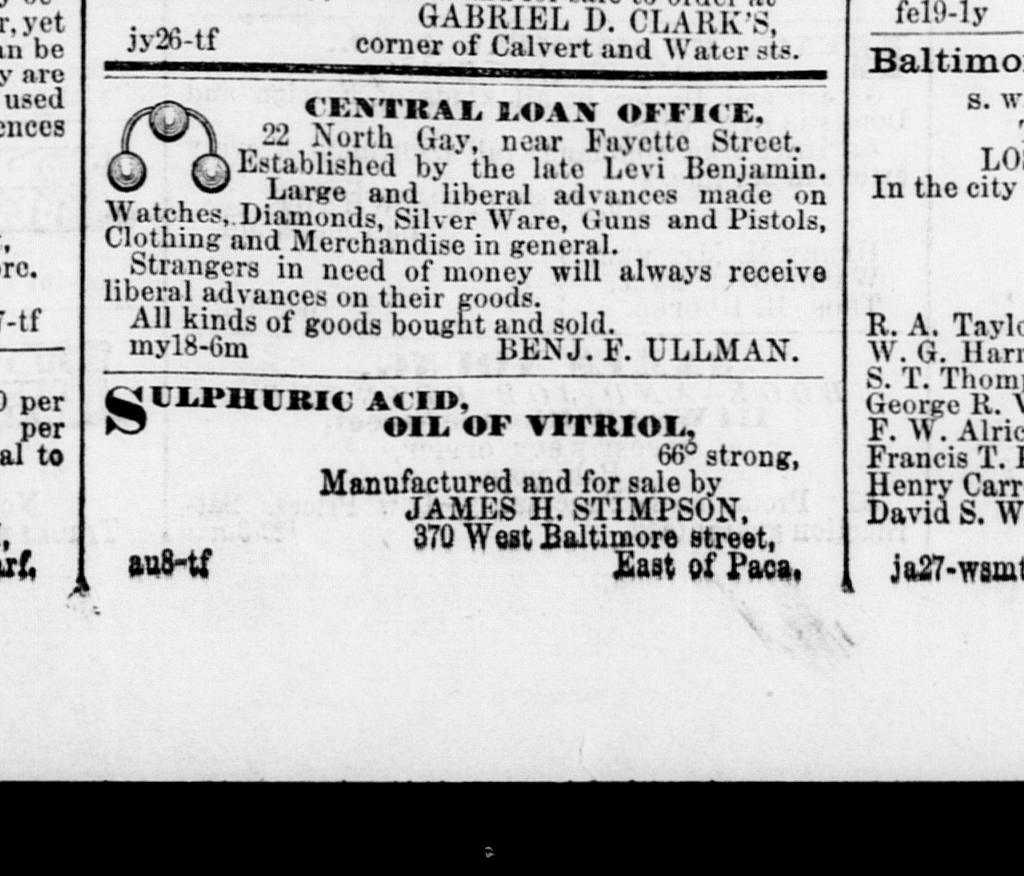 r, yet
an be
y are
used
ences
ore.
7-tf
0 per
per
al to
arf.
GABRIEL D. CLARK'S,
jy26-tf corner of Calvert and Water sts.
CENTRAL LOAN OFFICE,
22 North Gay, near Fayette Street.
Established by the late Levi Benjamin.
Large and liberal advances made on
Watches, Diamonds, Silver Ware, Guns and Pistols,
Clothing and Merchandise in general.
Strangers in need of money will always receive
liberal advances on their goods.
All kinds of goods bought and sold.
my18-6m BENJ. F. ULLMAN.
SULPHURIC ACID,
OIL OF VITRIOL,
66° strong,
Manufactured and for sale by
JAMES H. STIMPSON,
370 West Baltimore street,
au8-tf East of Paca.
fe19-1y
Baltimo
S. W
LO
In the city
R. A. Taylo
W. G. Harr
S. T. Thomp
George R. V
F. W. Alric
Francis T.
Henry Carr
David S. W
ja27-wsmt